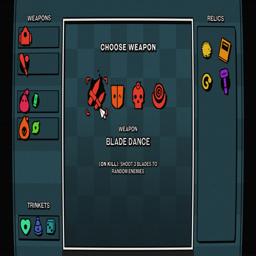 WEAPONS
CHOOSE WEAPON
RELICS
WEAPON
BLADE DANCE
(ON KILL): SHOOT 3 BLADES TO
RANDOM ENEMIES
TRINKETS